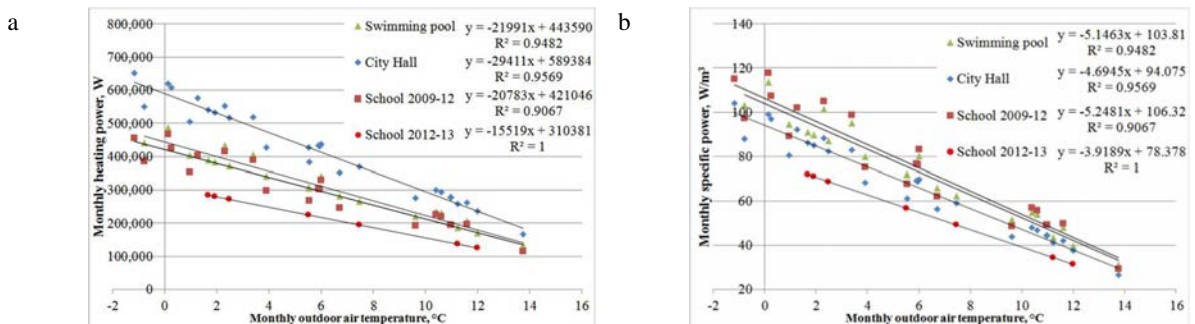 a
800,000
700,000
600,000
500,000
400,000
300,000
200,000
100,000
0
Monthly heating power, W
-2 0 2 4 6 8 10 12 14 16
Monthly outdoor air temperature, °C
Swimming pool y = -21991x + 443590
R² = 0.9482
City Hall y = -29411x + 589384
R² = 0.9569
School 2009-12 y = -20783x + 421046
R² = 0.9067
School 2012-13 y = -15519x + 310381
R² = 1
b
140
120
100
80
60
40
20
Monthly specific power, W/m³
-2 0 2 4 6 8 10 12 14 16
Monthly outdoor air temperature, °C
Swimming pool y = -5.1463x + 103.81
R² = 0.9482
City Hall y = -4.6945x + 94.075
R² = 0.9569
School 2009-12 y = -5.2481x + 106.32
R² = 0.9067
School 2012-13 y = -3.9189x + 78.378
R² = 1